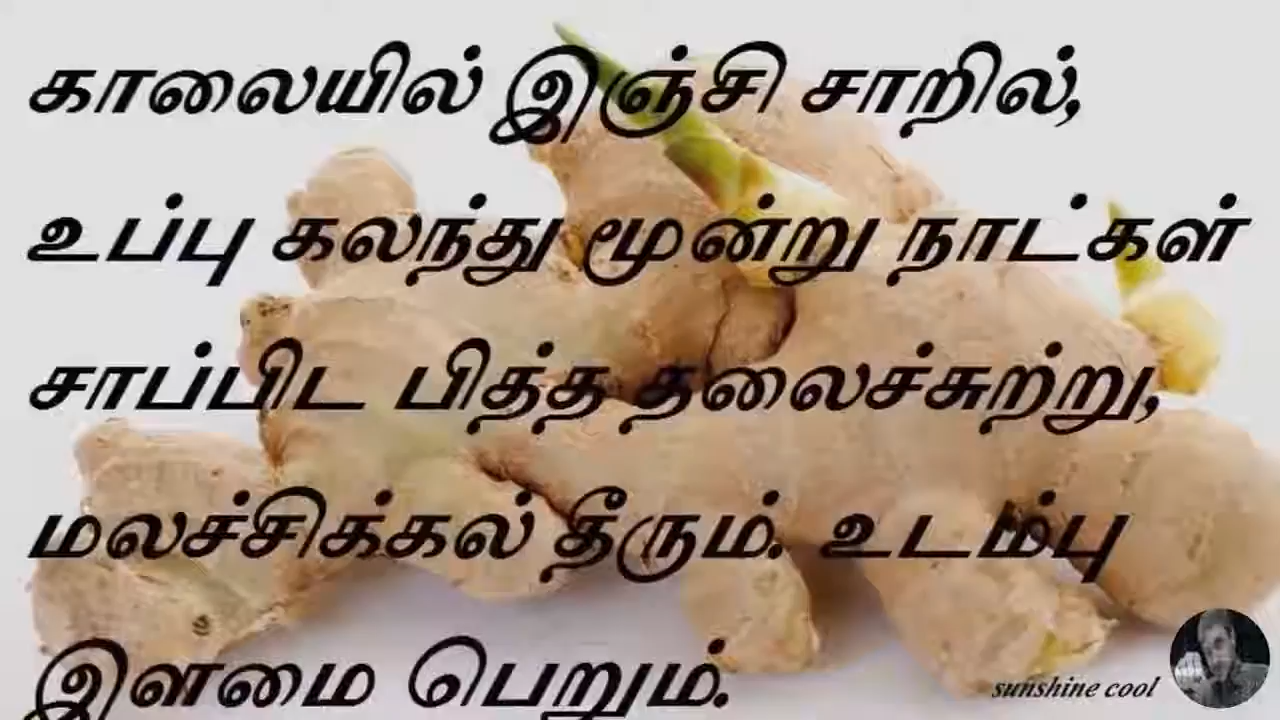 காலையில் இஞ்சி சாறில்,
உப்பு கலந்து மூன்று நாட்கள்
சாப்பிட பித்த தலைச்சுற்று,
மலச்சிக்கல் தீரும். உடம்பு
இளமை பெறும்.
sunshine cool